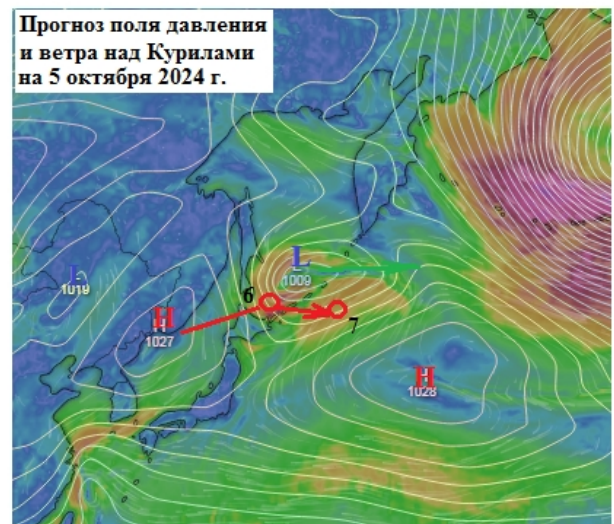 Прогноз поля давления
и ветра над Курилами
на 5 октября 2024 г.
L
1009
L
1019
6
H
1027
7
H
1028